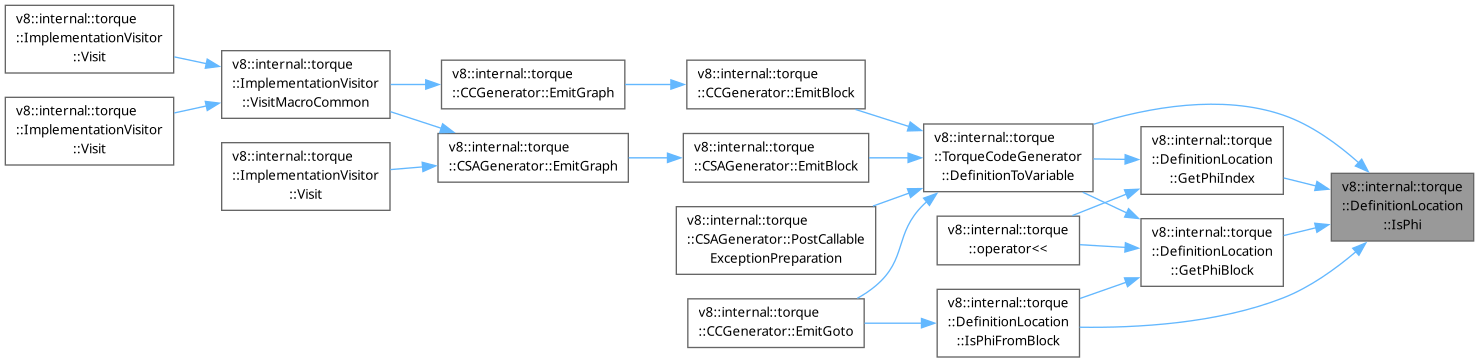 v8::internal::torque
::ImplementationVisitor
::Visit
v8::internal::torque
::ImplementationVisitor
::Visit
v8::internal::torque
::ImplementationVisitor
::VisitMacroCommon
v8::internal::torque
::ImplementationVisitor
::Visit
v8::internal::torque
::CCGenerator::EmitGraph
v8::internal::torque
::CSAGenerator::EmitGraph
v8::internal::torque
::CCGenerator::EmitBlock
v8::internal::torque
::CSAGenerator::EmitBlock
v8::internal::torque
::CSAGenerator::PostCallable
ExceptionPreparation
v8::internal::torque
::CCGenerator::EmitGoto
v8::internal::torque
::TorqueCodeGenerator
::DefinitionToVariable
v8::internal::torque
::operator<<
v8::internal::torque
::DefinitionLocation
::IsPhiFromBlock
v8::internal::torque
::DefinitionLocation
::GetPhiIndex
v8::internal::torque
::DefinitionLocation
::GetPhiBlock
v8::internal::torque
::DefinitionLocation
::IsPhi